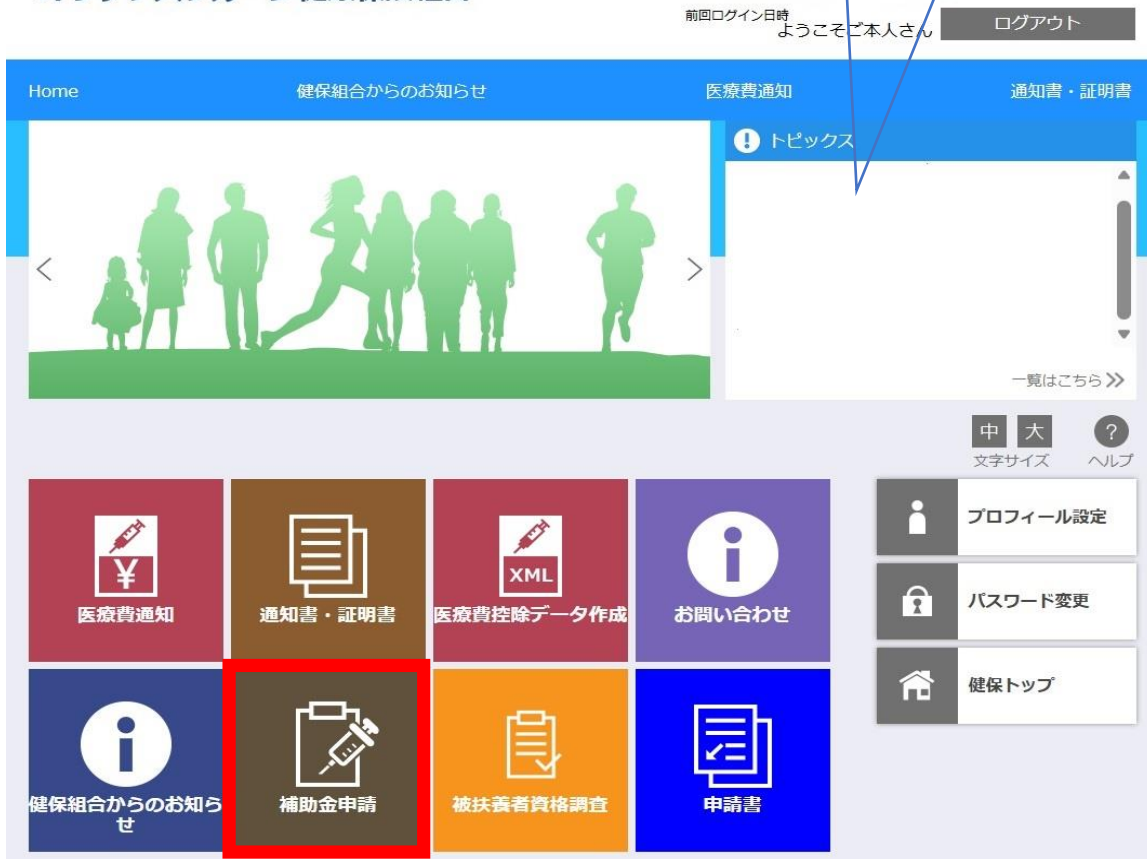 前回ログイン日時
ようこそご本人さん
ログアウト
Home
健保組合からのお知らせ
医療費通知
通知書・証明書
トピックス
一覧はこちら
中 大 ?
文字サイズ ヘルプ
¥
医療費通知
通知書・証明書
XML
医療費控除データ作成
お問い合わせ
プロフィール設定
パスワード変更
健保トップ
健保組合からのお知ら
せ
補助金申請
被扶養者資格調査
申請書